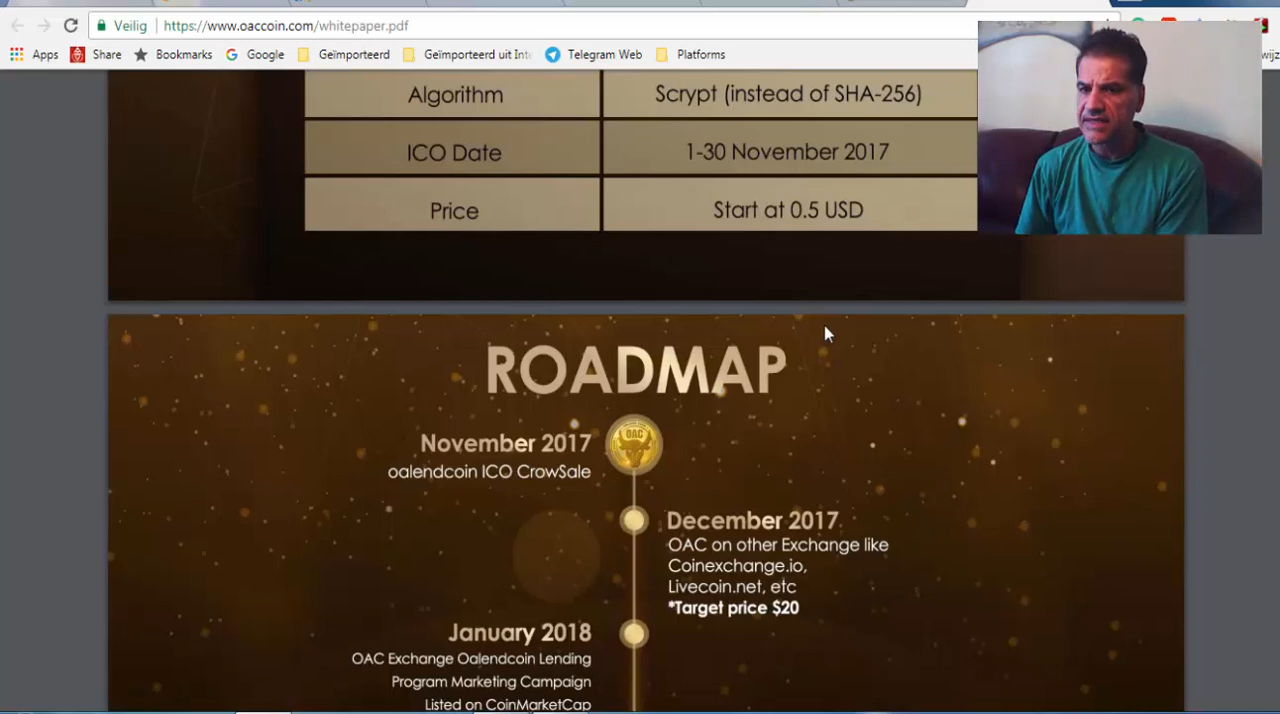 Veilig
https://www.oaccoin.com/whitepaper.pdf
Apps
Share
Bookmarks
Google
Geïmporteerd
Geïmporteerd uit Inte
Telegram Web
Platforms
wijz
Algorithm
Scrypt (instead of SHA-256)
ICO Date
1-30 November 2017
Price
Start at 0.5 USD
ROADMAP
OAC
November 2017
oalendcoin ICO CrowSale
December 2017
OAC on other Exchange like
Coinexchange.io,
Livecoin.net, etc
*Target price $20
January 2018
OAC Exchange Oalendcoin Lending
Program Marketing Campaign
Listed on CoinMarketCap